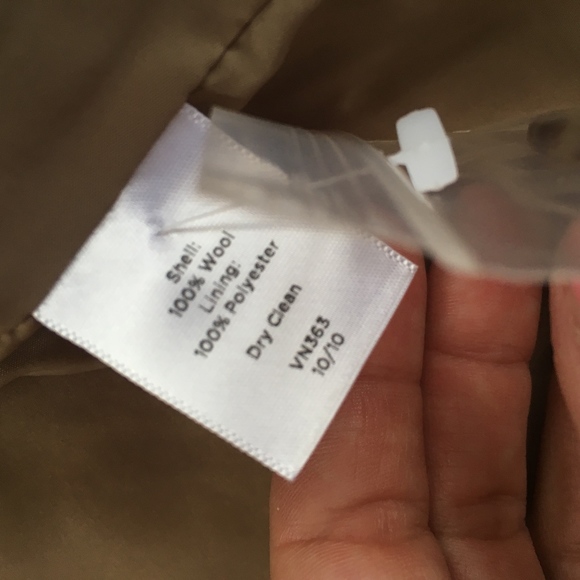 Shell:
100% Wool
Lining:
100% Polyester
Dry Clean
VN363
10/10